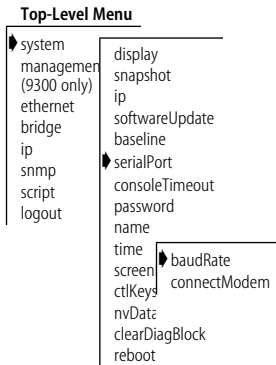 Top-Level Menu
system
managemen
(9300 only)
ethernet
bridge
ip
snmp
script
logout
display
snapshot
ip
softwareUpdate
baseline
serialPort
consoleTimeout
password
name
time
screen
ctlKeys
nvData
clearDiagBlock
reboot
baudRate
connectModem